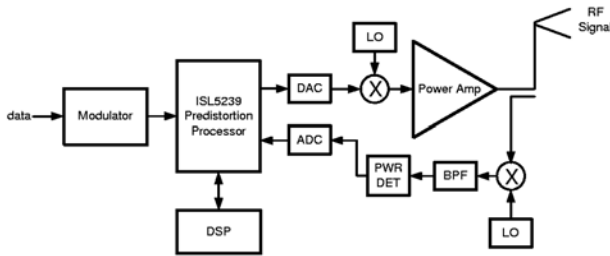 RF
Signal
LO
ISL5239
Predistortion
Processor
DAC
X
Power Amp
data
Modulator
ADC
PWR
DET
BPF
X
DSP
LO